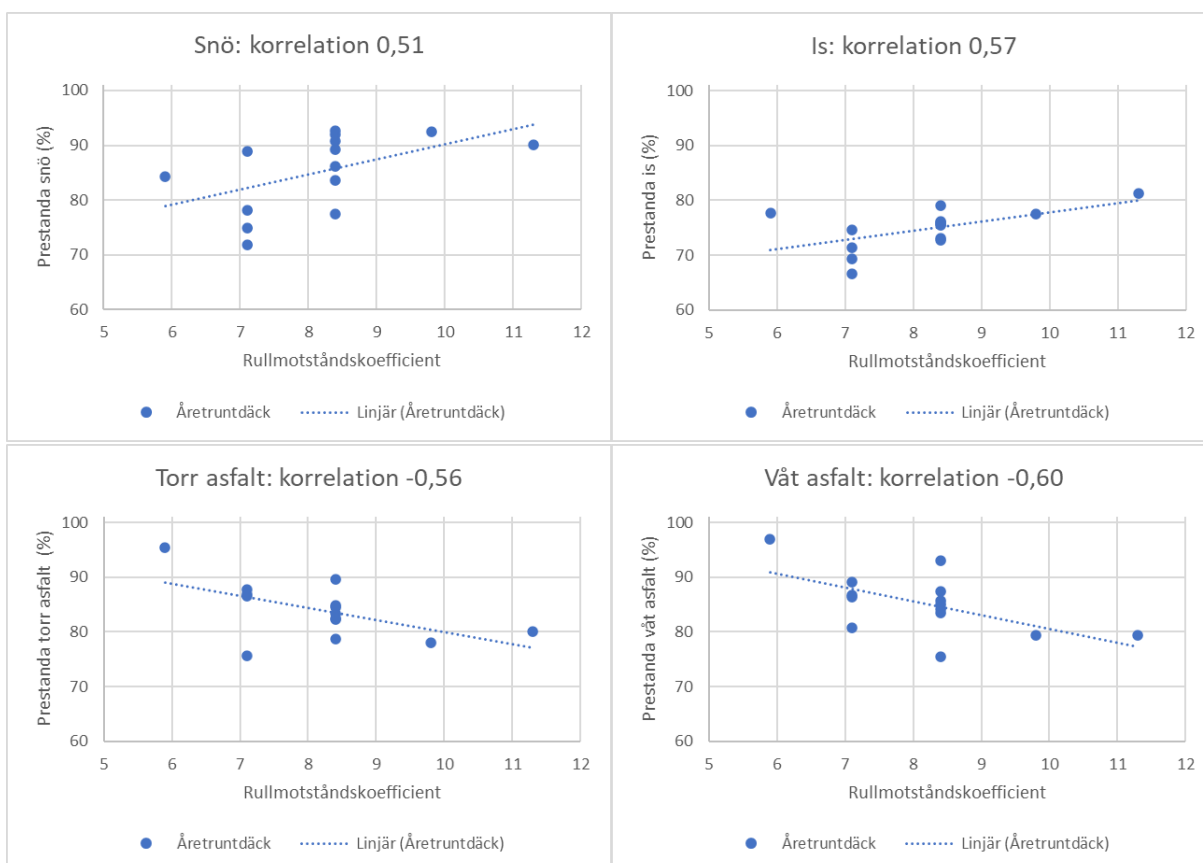 Snö: korrelation 0,51
Prestanda snö (%)
100
90
80
70
60
5 6 7 8 9 10 11 12
Rullmotståndskoefficient
Åretruntdäck Linjär (Åretruntdäck)
Is: korrelation 0,57
Prestanda is (%)
100
90
80
70
60
5 6 7 8 9 10 11 12
Rullmotståndskoefficient
Åretruntdäck Linjär (Åretruntdäck)
Torr asfalt: korrelation -0,56
Prestanda torr asfalt (%)
100
90
80
70
60
5 6 7 8 9 10 11 12
Rullmotståndskoefficient
Åretruntdäck Linjär (Åretruntdäck)
Våt asfalt: korrelation -0,60
Prestanda våt asfalt (%)
100
90
80
70
60
5 6 7 8 9 10 11 12
Rullmotståndskoefficient
Åretruntdäck Linjär (Åretruntdäck)